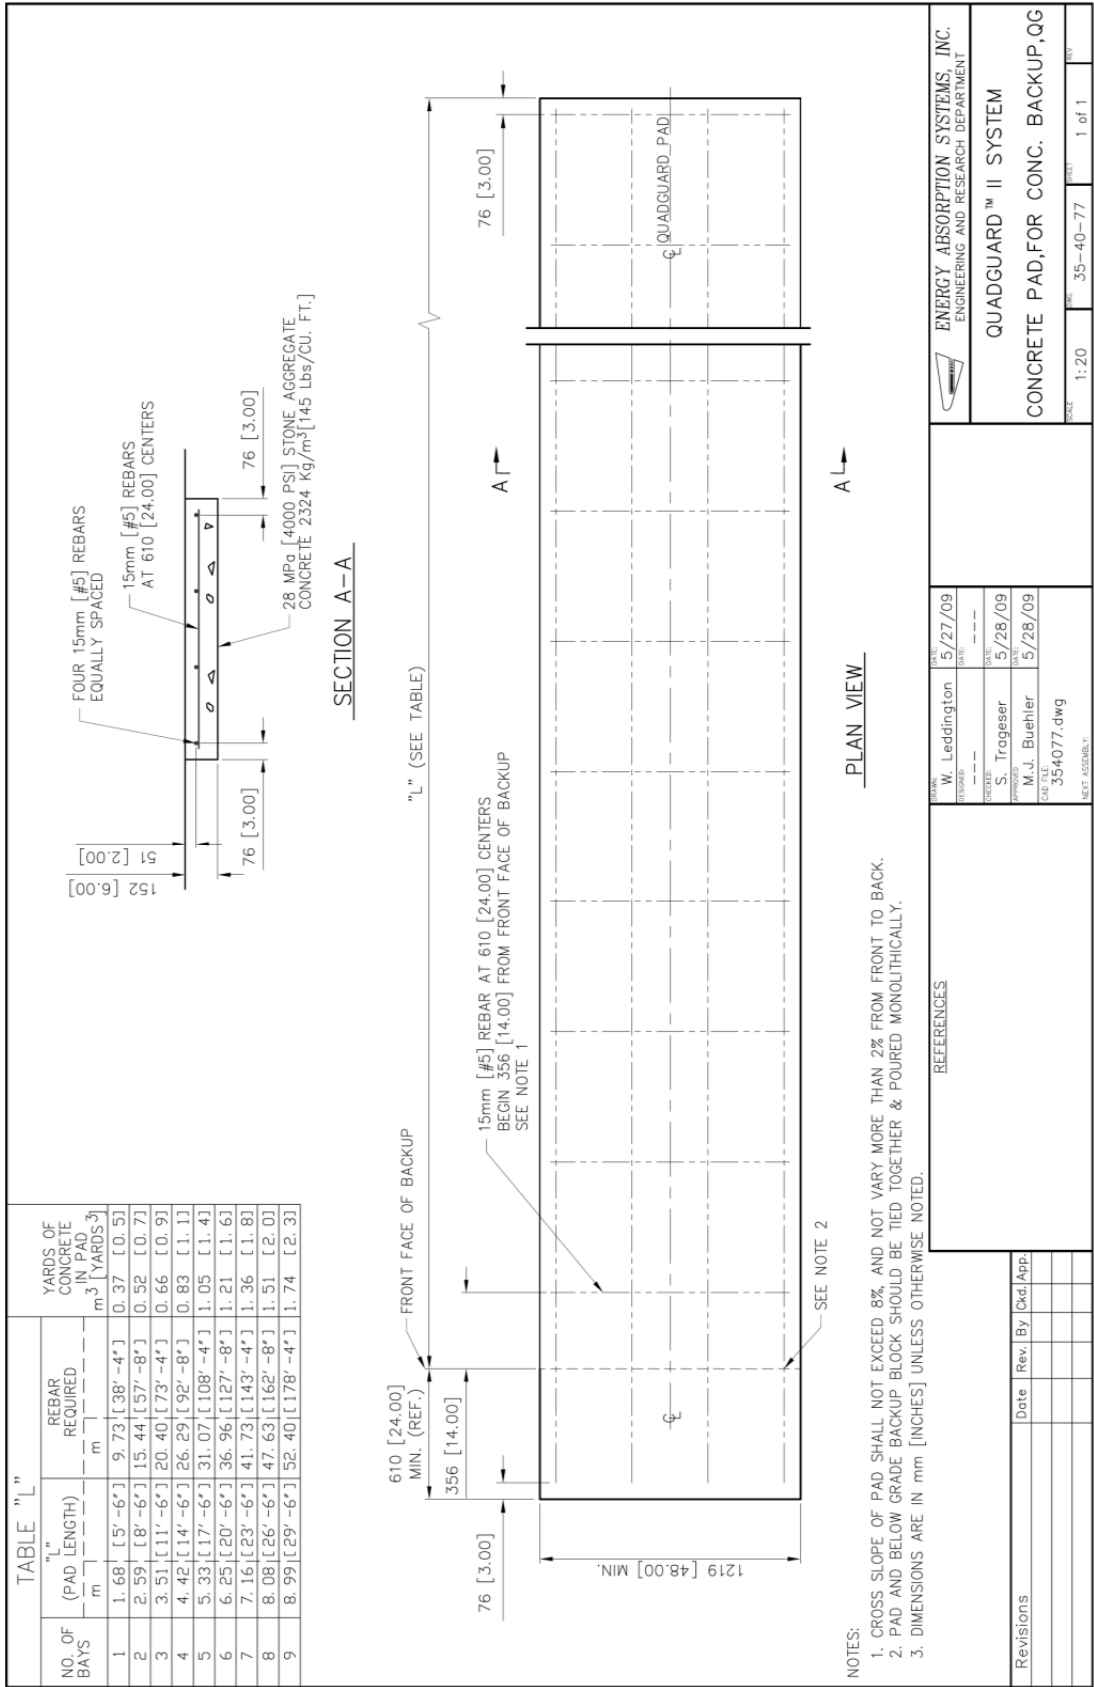 TABLE "L"
NO. OF BAYS
"L" (PAD LENGTH)
m
REBAR REQUIRED
m
YARDS OF CONCRETE IN PAD
m3 [YARDS 3]
1 1.68 [5'-6"] 9.73 [38'-4"] 0.37 [0.5]
2 2.59 [8'-6"] 15.44 [57'-8"] 0.52 [0.7]
3 3.51 [11'-6"] 20.40 [73'-4"] 0.66 [0.9]
4 4.42 [14'-6"] 26.29 [92'-8"] 0.83 [1.1]
5 5.33 [17'-6"] 31.07 [108'-4"] 1.05 [1.4]
6 6.25 [20'-6"] 36.96 [127'-8"] 1.21 [1.6]
7 7.16 [23'-6"] 41.73 [143'-4"] 1.36 [1.8]
8 8.08 [26'-6"] 47.63 [162'-8"] 1.51 [2.0]
9 8.99 [29'-6"] 52.40 [178'-4"] 1.74 [2.3]
152 [6.00]
51 [2.00]
76 [3.00]
FOUR 15mm [#5] REBARS
EQUALLY SPACED
15mm [#5] REBARS
AT 610 [24.00] CENTERS
76 [3.00]
28 MPa [4000 PSI] STONE AGGREGATE
CONCRETE 2324 Kg/m3[145 Lbs/CU. FT.]
SECTION A-A
610 [24.00]
MIN. (REF.)
356 [14.00]
76 [3.00]
FRONT FACE OF BACKUP
"L" (SEE TABLE)
15mm [#5] REBAR AT 610 [24.00] CENTERS
BEGIN 356 [14.00] FROM FRONT FACE OF BACKUP
SEE NOTE 1
A
76 [3.00]
1219 [48.00] MIN.
℄
℄ QUADGUARD PAD
SEE NOTE 2
A
PLAN VIEW
NOTES:
1. CROSS SLOPE OF PAD SHALL NOT EXCEED 8%, AND NOT VARY MORE THAN 2% FROM FRONT TO BACK.
2. PAD AND BELOW GRADE BACKUP BLOCK SHOULD BE TIED TOGETHER & POURED MONOLITHICALLY.
3. DIMENSIONS ARE IN mm [INCHES] UNLESS OTHERWISE NOTED.
Revisions Date Rev. By Ckd. App.
REFERENCES
DRAWN: W. Leddington DATE: 5/27/09
DESIGNED: --- DATE: ---
CHECKED: S. Trageser DATE: 5/28/09
APPROVED: M.J. Buehler DATE: 5/28/09
CAD FILE: 354077.dwg
NEXT ASSEMBLY:
ENERGY ABSORPTION SYSTEMS, INC.
ENGINEERING AND RESEARCH DEPARTMENT
QUADGUARD™ II SYSTEM
CONCRETE PAD,FOR CONC. BACKUP,QG
SCALE 1:20 DWG. 35-40-77 SHEET 1 of 1 REV